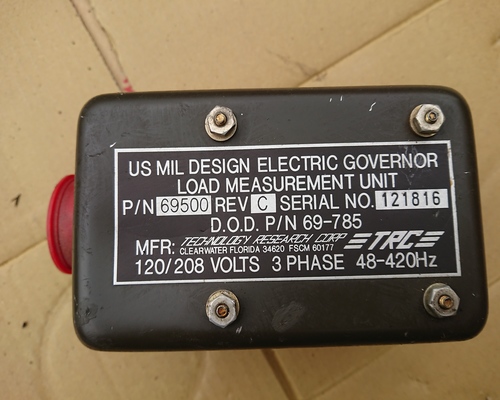 US MIL DESIGN ELECTRIC GOVERNOR
LOAD MEASUREMENT UNIT
P/N 69500 REV C SERIAL NO. 121816
D.O.D. P/N 69-785
MFR: TECHNOLOGY RESEARCH CORP TRC
CLEARWATER FLORIDA 34620 FSCM 60177
120/208 VOLTS 3 PHASE 48-420Hz